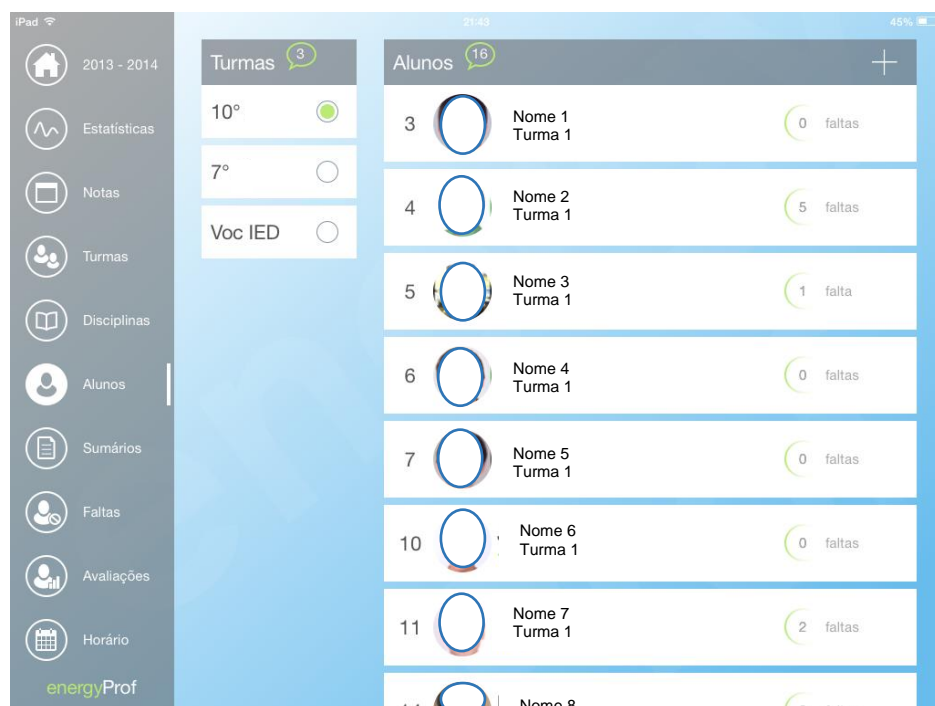 iPad 21:43 45%
2013 - 2014
Estatísticas
Notas
Turmas
Disciplinas
Alunos
Sumários
Faltas
Avaliações
Horário
energyProf
Turmas 3
10°
7°
Voc IED
Alunos 16
3 Nome 1
Turma 1
0 faltas
4 Nome 2
Turma 1
5 faltas
5 Nome 3
Turma 1
1 falta
6 Nome 4
Turma 1
0 faltas
7 Nome 5
Turma 1
0 faltas
10 Nome 6
Turma 1
0 faltas
11 Nome 7
Turma 1
2 faltas
Nome 8